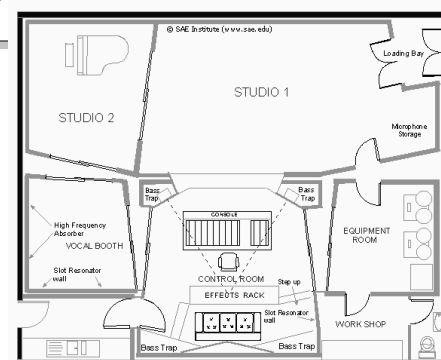 © SAE Institute (www.sae.edu)
Loading Bay
STUDIO 1
STUDIO 2
Microphone
Storage
Bass
Trap
Bass
Trap
CONSOLE
High Frequency
Absorber
VOCAL BOOTH
EQUIPMENT
ROOM
Slot Resonator
wall
CONTROL ROOM
Step up
EFFECTS RACK
Slot Resonator
wall
WORK SHOP
Bass Trap
Bass Trap